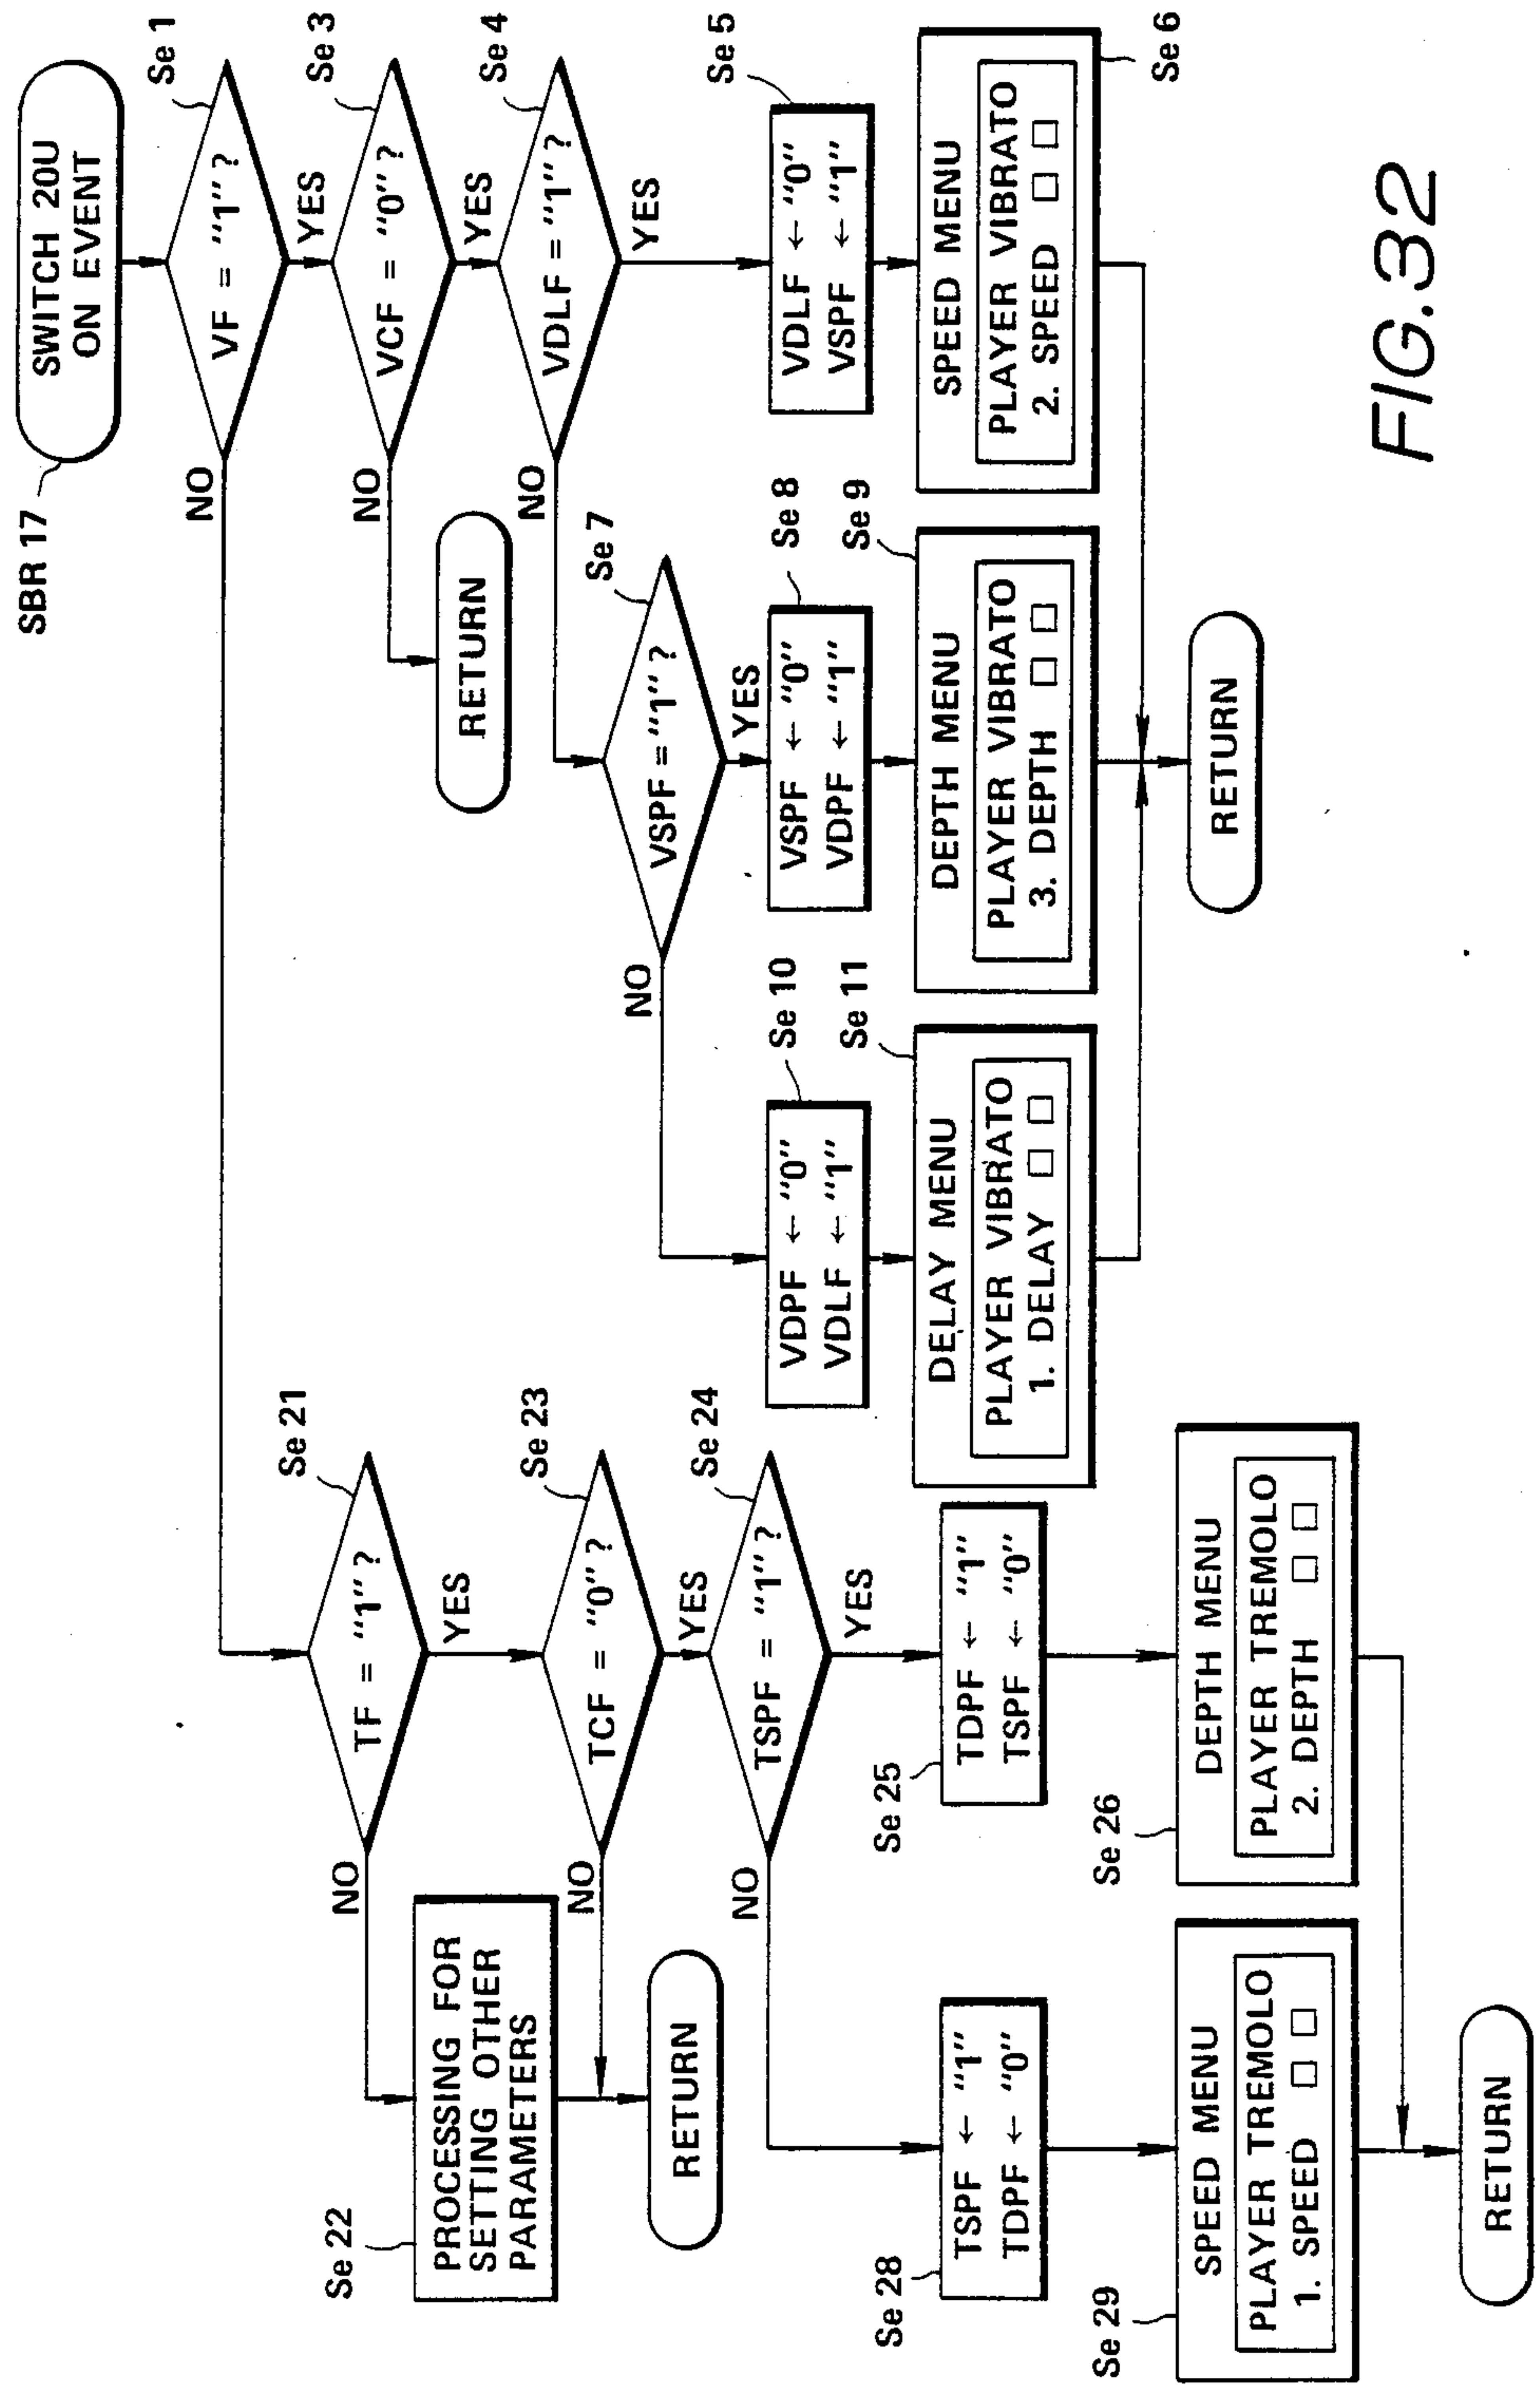 SBR 17
SWITCH 20U
ON EVENT
Se 1
VF = "1" ?
NO
YES
Se 3
VCF = "0" ?
NO
YES
RETURN
Se 4
VDLF = "1" ?
NO
YES
Se 5
VDLF ← "0"
VSPF ← "1"
Se 6
SPEED MENU
PLAYER VIBRATO
2. SPEED □ □
Se 7
VSPF = "1" ?
NO
YES
Se 8
VSPF ← "0"
VDPF ← "1"
Se 9
DEPTH MENU
PLAYER VIBRATO
3. DEPTH □ □
Se 10
VDPF ← "0"
VDLF ← "1"
Se 11
DELAY MENU
PLAYER VIBRATO
1. DELAY □ □
RETURN
Se 21
TF = "1" ?
NO
YES
Se 22
PROCESSING FOR
SETTING OTHER
PARAMETERS
Se 23
TCF = "0" ?
NO
YES
RETURN
Se 24
TSPF = "1" ?
NO
YES
Se 25
TDPF ← "1"
TSPF ← "0"
Se 26
DEPTH MENU
PLAYER TREMOLO
2. DEPTH □ □
Se 28
TSPF ← "1"
TDPF ← "0"
Se 29
SPEED MENU
PLAYER TREMOLO
1. SPEED □ □
RETURN
FIG.32